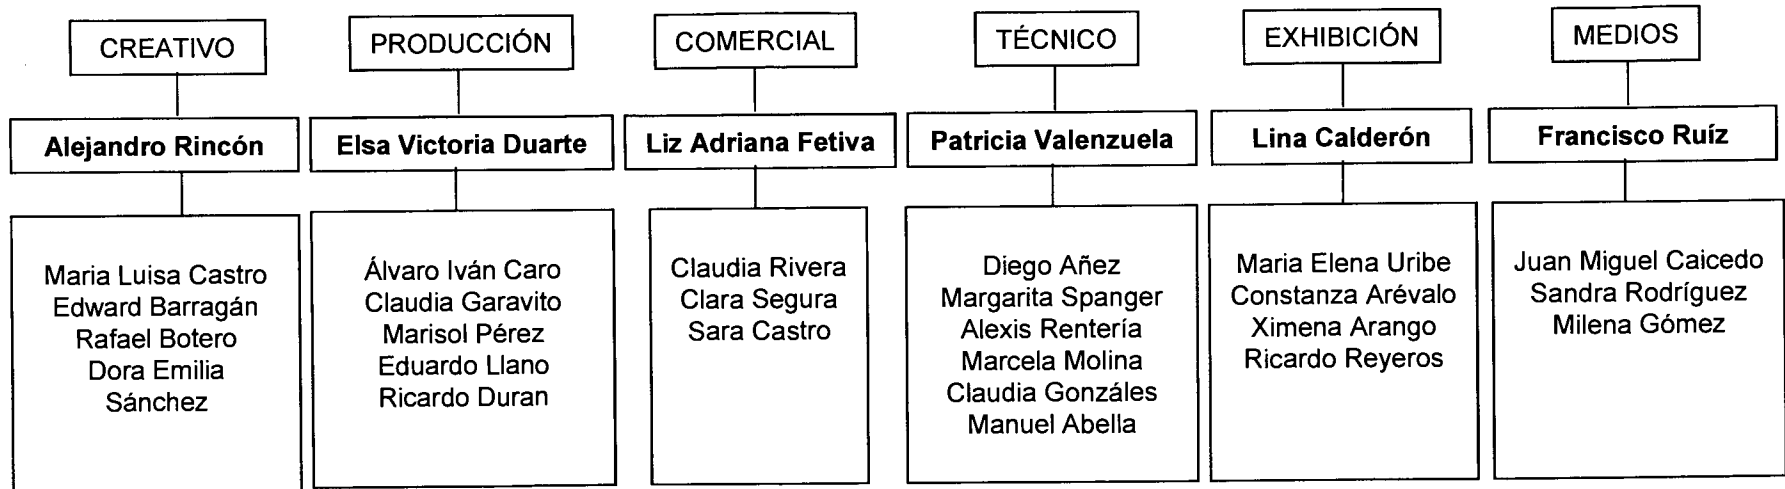 CREATIVO
PRODUCCIÓN
COMERCIAL
TÉCNICO
EXHIBICIÓN
MEDIOS
Alejandro Rincón
Elsa Victoria Duarte
Liz Adriana Fetiva
Patricia Valenzuela
Lina Calderón
Francisco Ruíz
Maria Luisa Castro
Edward Barragán
Rafael Botero
Dora Emilia
Sánchez
Álvaro Iván Caro
Claudia Garavito
Marisol Pérez
Eduardo Llano
Ricardo Duran
Claudia Rivera
Clara Segura
Sara Castro
Diego Añez
Margarita Spanger
Alexis Rentería
Marcela Molina
Claudia Gonzáles
Manuel Abella
Maria Elena Uribe
Constanza Arévalo
Ximena Arango
Ricardo Reyeros
Juan Miguel Caicedo
Sandra Rodríguez
Milena Gómez